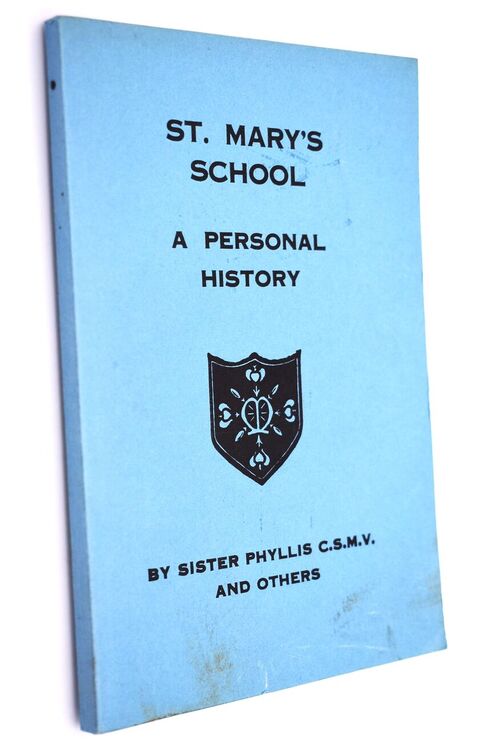 ST. MARY'S
SCHOOL
A PERSONAL
HISTORY
BY SISTER PHYLLIS C.S.M.V.
AND OTHERS